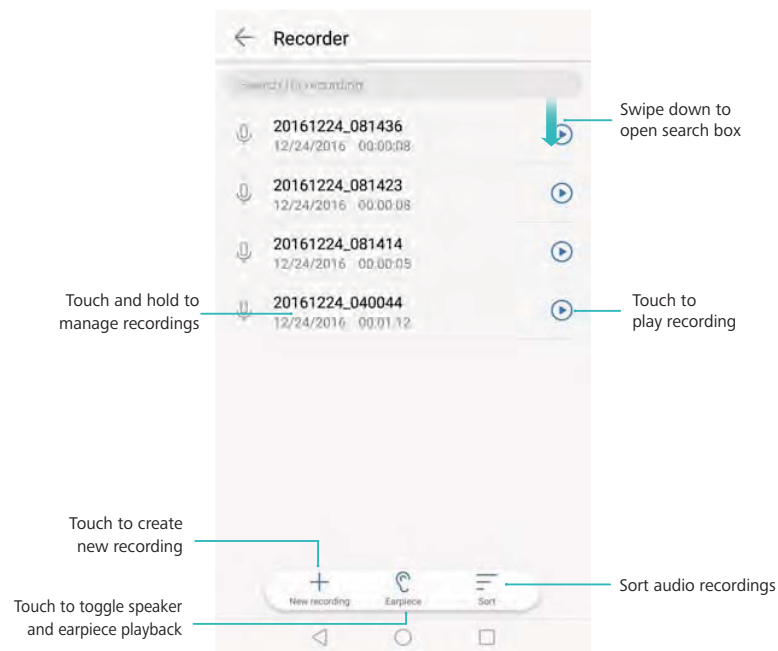 Recorder
Search for recording
Swipe down to
open search box
20161224_081436
12/24/2016 00:00:08
20161224_081423
12/24/2016 00:00:08
20161224_081414
12/24/2016 00:00:05
Touch and hold to
manage recordings
20161224_040044
12/24/2016 00:01:12
Touch to
play recording
Touch to create
new recording
New recording
Earpiece
Sort
Sort audio recordings
Touch to toggle speaker
and earpiece playback